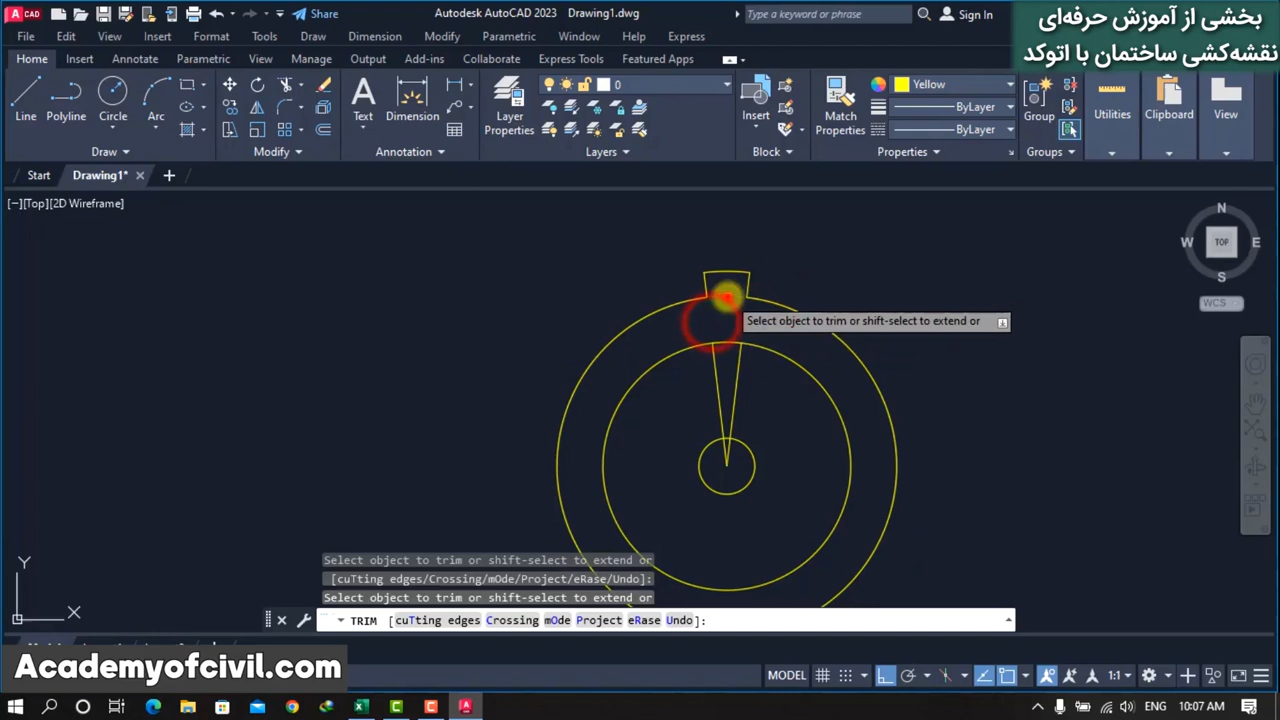 Autodesk AutoCAD 2023 Drawing1.dwg
Share
Type a keyword or phrase
Sign In
بخشی از آموزش حرفه‌ای
نقشه‌کشی ساختمان با اتوکد
File Edit View Insert Format Tools Draw Dimension Modify Parametric Window Help Express
Home Insert Annotate Parametric View Manage Output Add-ins Collaborate Express Tools Featured Apps
CAD
0
Yellow
ByLayer
ByLayer
Line Polyline Circle Arc
Text Dimension
Layer
Properties
Insert
Match
Properties
Group
Utilities
Clipboard
View
Draw
Modify
Annotation
Layers
Block
Properties
Groups
Start Drawing1*
[−][Top][2D Wireframe]
N
W TOP E
S
WCS
Select object to trim or shift-select to extend or
Y
X
Select object to trim or shift-select to extend or
[cuTting edges/Crossing/mOde/Project/eRase/Undo]:
Select object to trim or shift-select to extend or
TRIM [cuTting edges Crossing mOde Project eRase Undo]:
Academyofcivil.com
MODEL
1:1
10:07 AM